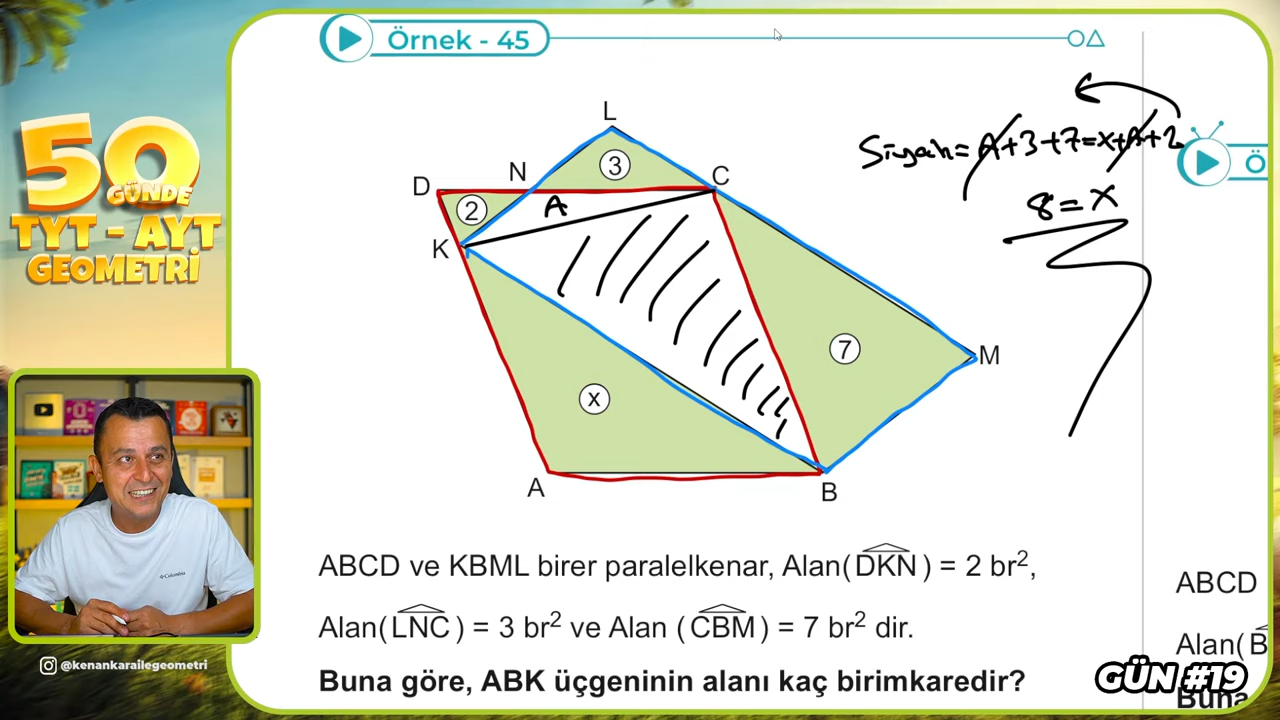 Örnek - 45
50
GÜNDE
TYT - AYT
GEOMETRİ
L
N
3
D
C
2
A
K
7
M
x
A
B
Siyah = A+3+7=x+A+2
8=x
Ö
ABCD ve KBML birer paralelkenar, Alan(DKN) = 2 br²,
Alan(LNC) = 3 br² ve Alan (CBM) = 7 br² dir.
Buna göre, ABK üçgeninin alanı kaç birimkaredir?
ABCD
Alan(B
Buna
Columbia
@kenankarailegeometri
GÜN #19